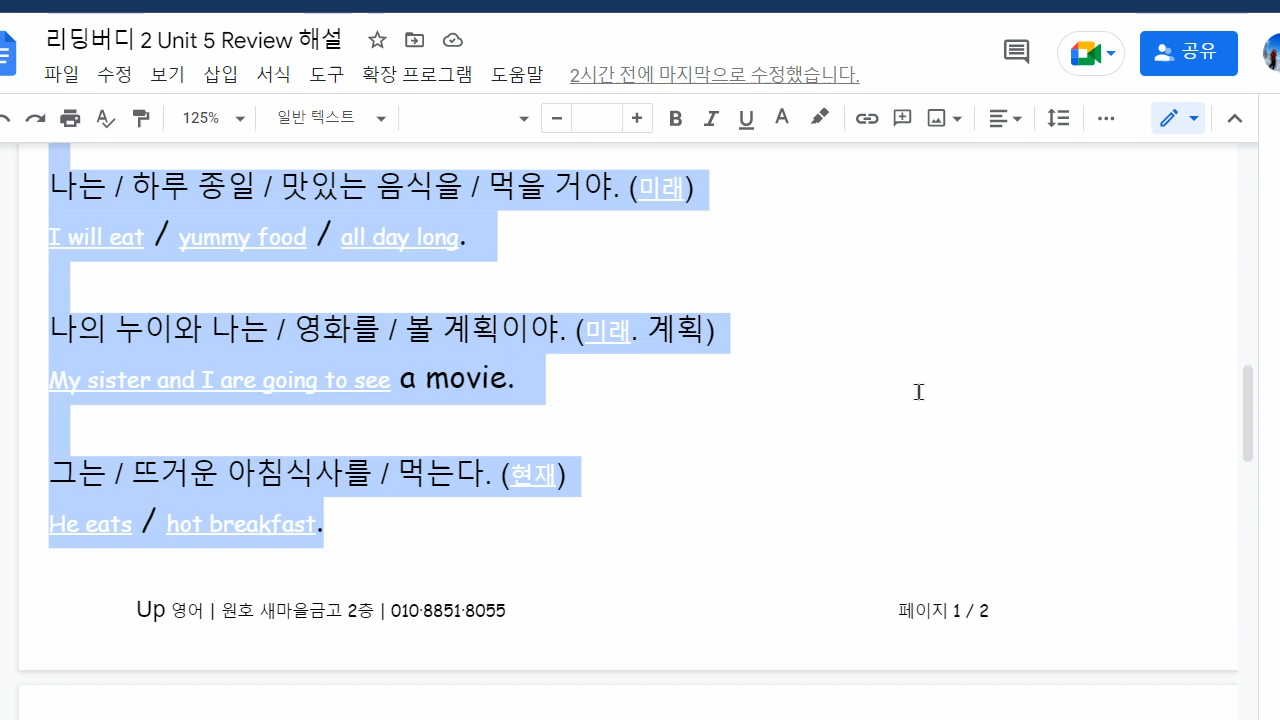 리딩버디 2 Unit 5 Review 해설
파일 수정 보기 삽입 서식 도구 확장 프로그램 도움말 2시간 전에 마지막으로 수정했습니다.
공유
125% 일반 텍스트 − + B I U A
나는 / 하루 종일 / 맛있는 음식을 / 먹을 거야. (미래)
I will eat / yummy food / all day long.
나의 누이와 나는 / 영화를 / 볼 계획이야. (미래. 계획)
My sister and I are going to see a movie.
그는 / 뜨거운 아침식사를 / 먹는다. (현재)
He eats / hot breakfast.
Up 영어 | 원호 새마을금고 2층 | 010·8851·8055
페이지 1 / 2